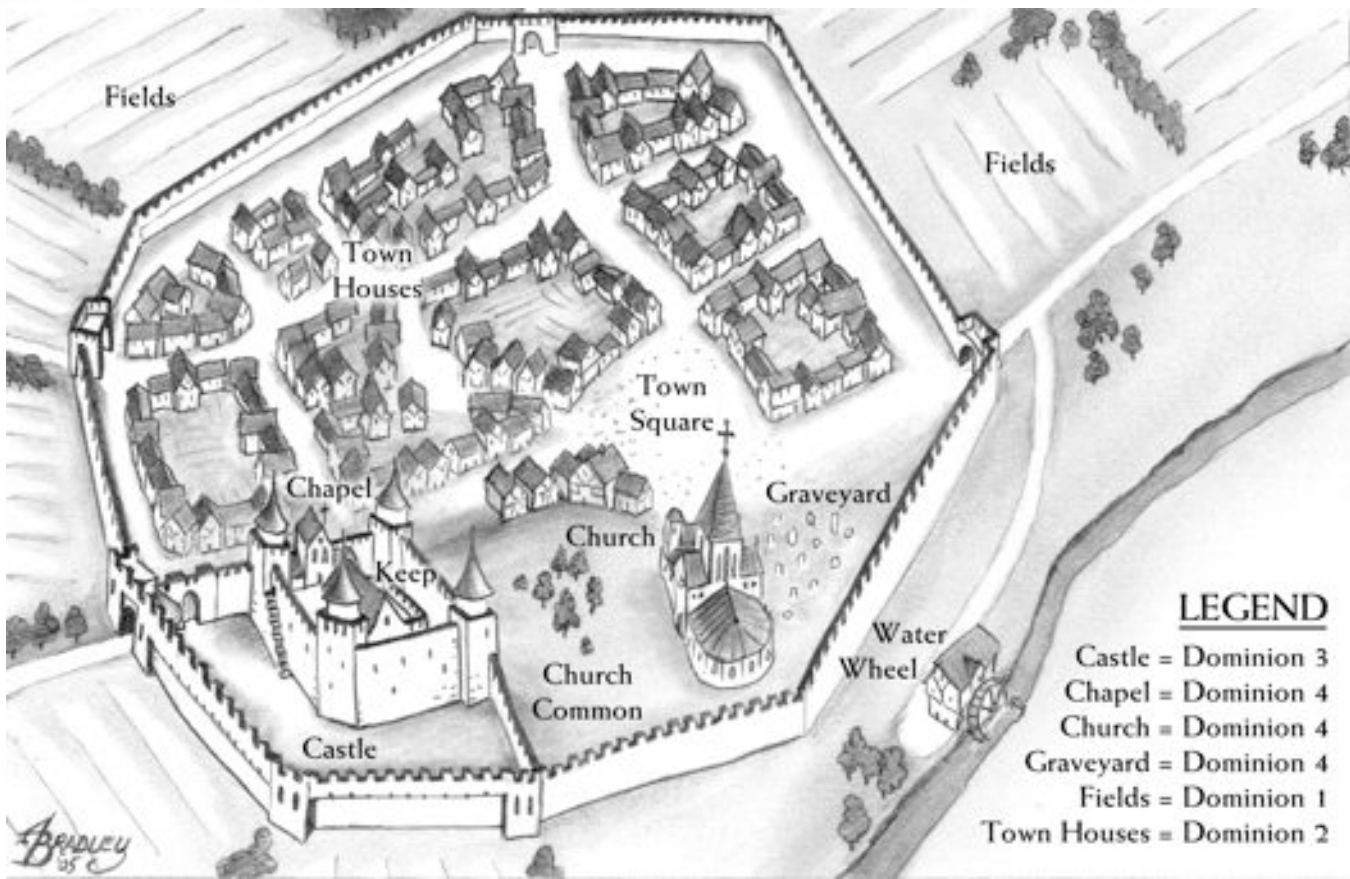 Fields
Fields
Town
Houses
Town
Square
Chapel
Graveyard
Church
Keep
Water
Wheel
Church
Common
Castle
LEGEND
Castle = Dominion 3
Chapel = Dominion 4
Church = Dominion 4
Graveyard = Dominion 4
Fields = Dominion 1
Town Houses = Dominion 2
BRADLEY